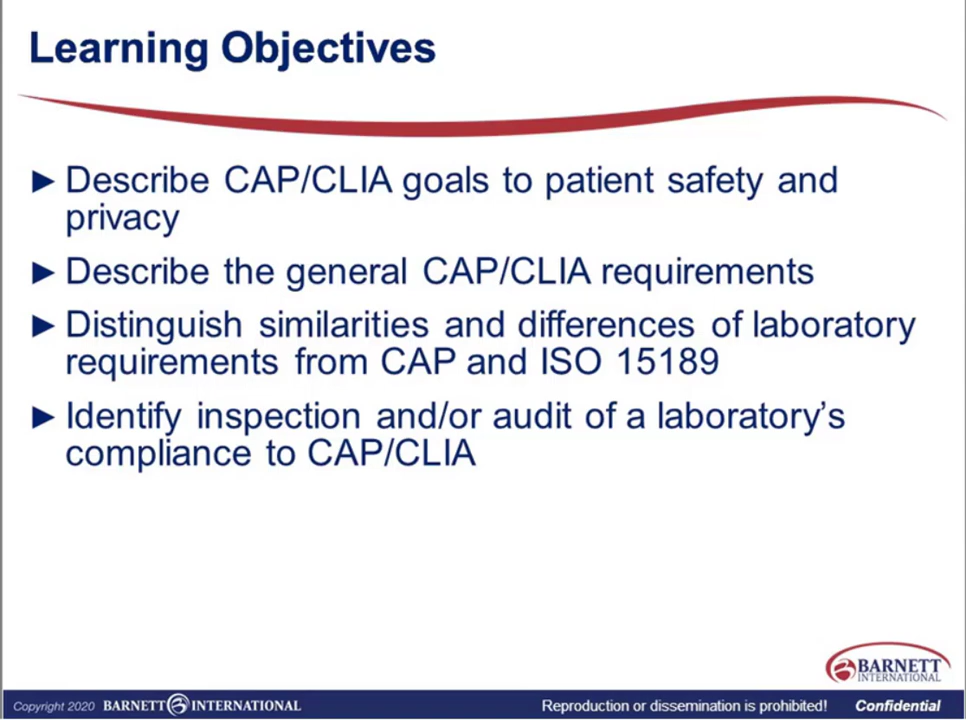 Learning Objectives
► Describe CAP/CLIA goals to patient safety and
privacy
► Describe the general CAP/CLIA requirements
► Distinguish similarities and differences of laboratory
requirements from CAP and ISO 15189
► Identify inspection and/or audit of a laboratory’s
compliance to CAP/CLIA
BARNETT
INTERNATIONAL
Copyright 2020 BARNETT INTERNATIONAL Reproduction or dissemination is prohibited! Confidential